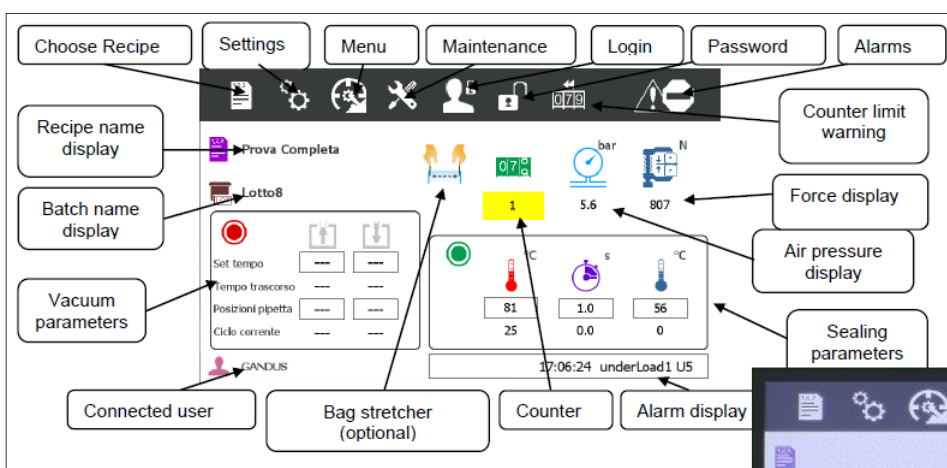 Choose Recipe
Settings
Menu
Maintenance
Login
Password
Alarms
079
Counter limit
warning
Recipe name
display
Prova Completa
bar
N
Batch name
display
Lotto8
1
5.6
807
Force display
Air pressure
display
Vacuum
parameters
Set tempo --- ---
Tempo trascorso --- ---
Posizioni pipetta --- ---
Ciclo corrente --- ---
°C s °C
81 1.0 56
25 0.0 0
Sealing
parameters
GANDUS
17:06:24 underLoad1 U5
Connected user
Bag stretcher
(optional)
Counter
Alarm display